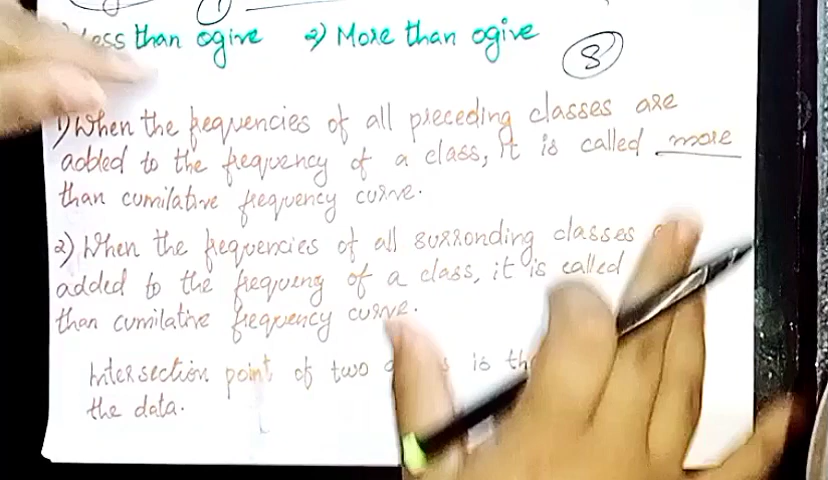 Less than ogive 2) More than ogive
8
1) When the frequencies of all preceding classes are
added to the frequency of a class, it is called more
than cumilative frequency curve.
2) When the frequencies of all surronding classes
added to the frequeng of a class, it is called
than cumilative frequency curve.
Intersection point of two is
the data.